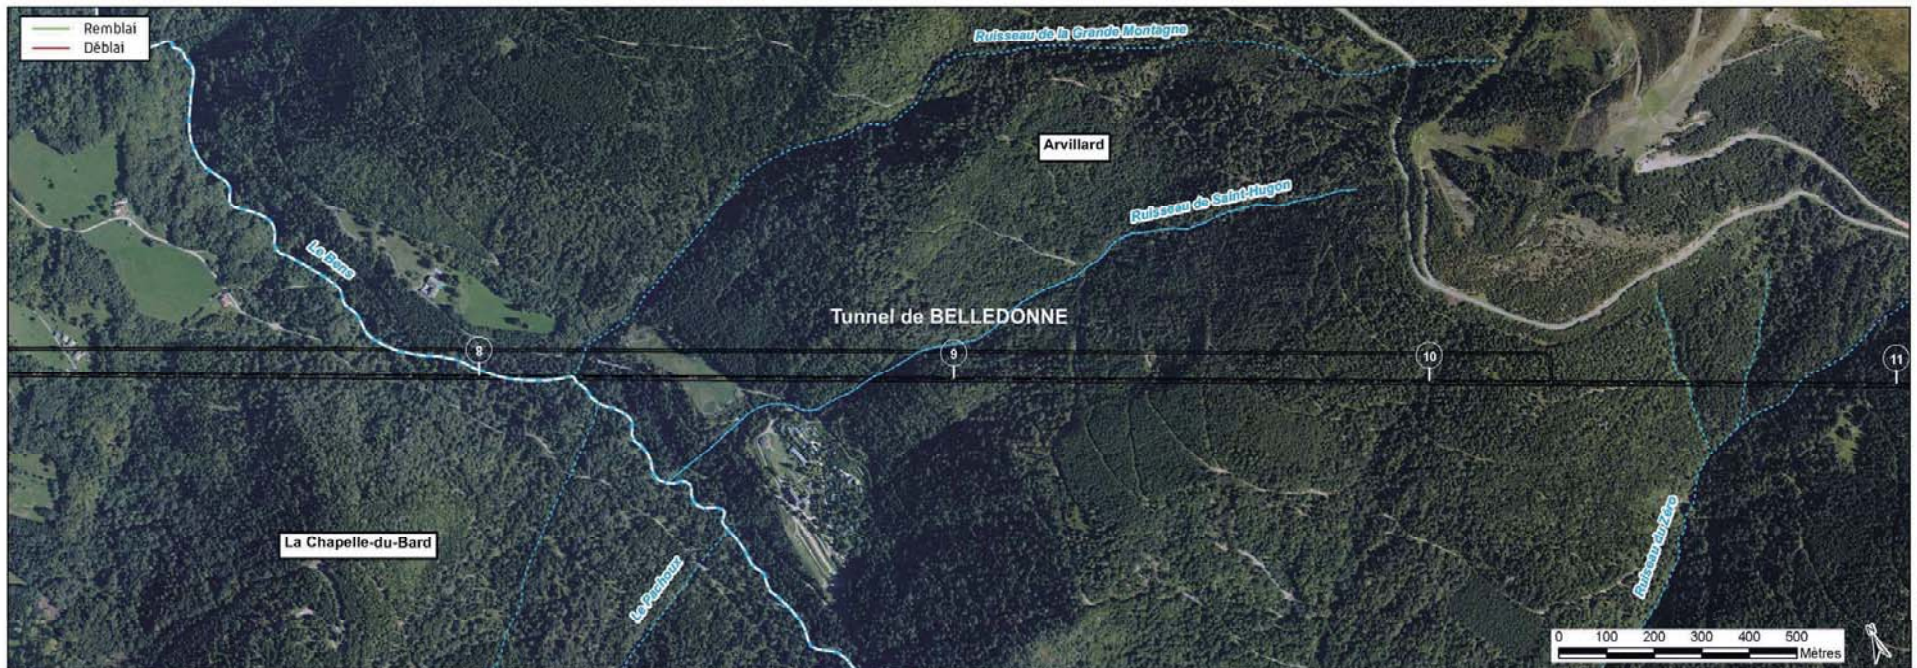 Remblai
Déblai
Ruisseau de la Grande Montagne
Arvillard
Ruisseau de Saint-Hugon
Le Bens
Tunnel de BELLEDONNE
8
9
10
11
La Chapelle-du-Bard
Le Pachoux
Ruisseau du Zéro
0 100 200 300 400 500
Mètres
N